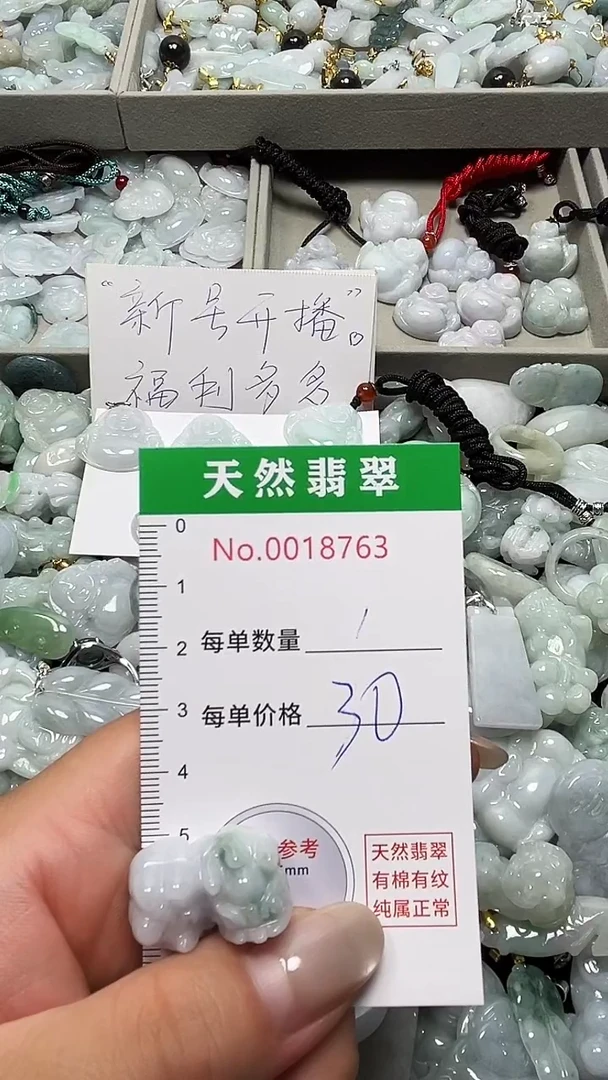 “新号开播”。
福利多多
天然翡翠
No.0018763
0
1
每单数量 1
2
3
每单价格 30
4
5
参考
mm
天然翡翠
有棉有纹
纯属正常